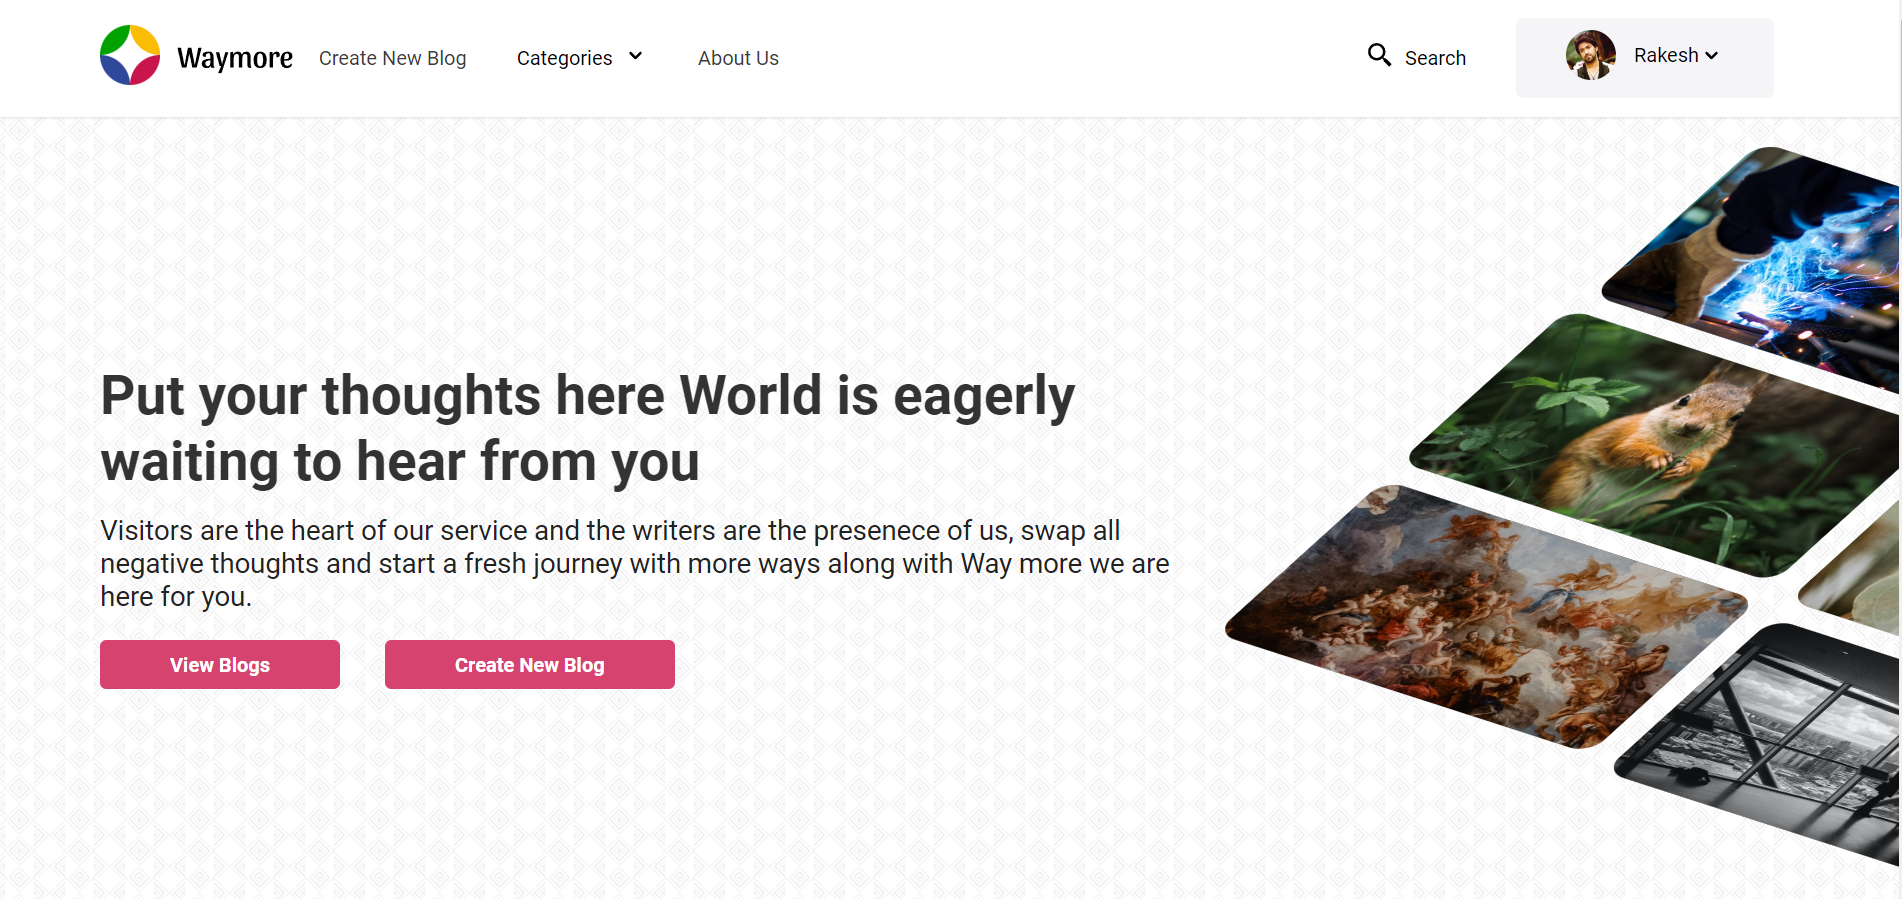 Waymore
Create New Blog
Categories
About Us
Search
Rakesh
Put your thoughts here World is eagerly
waiting to hear from you
Visitors are the heart of our service and the writers are the presenece of us, swap all
negative thoughts and start a fresh journey with more ways along with Way more we are
here for you.
View Blogs
Create New Blog